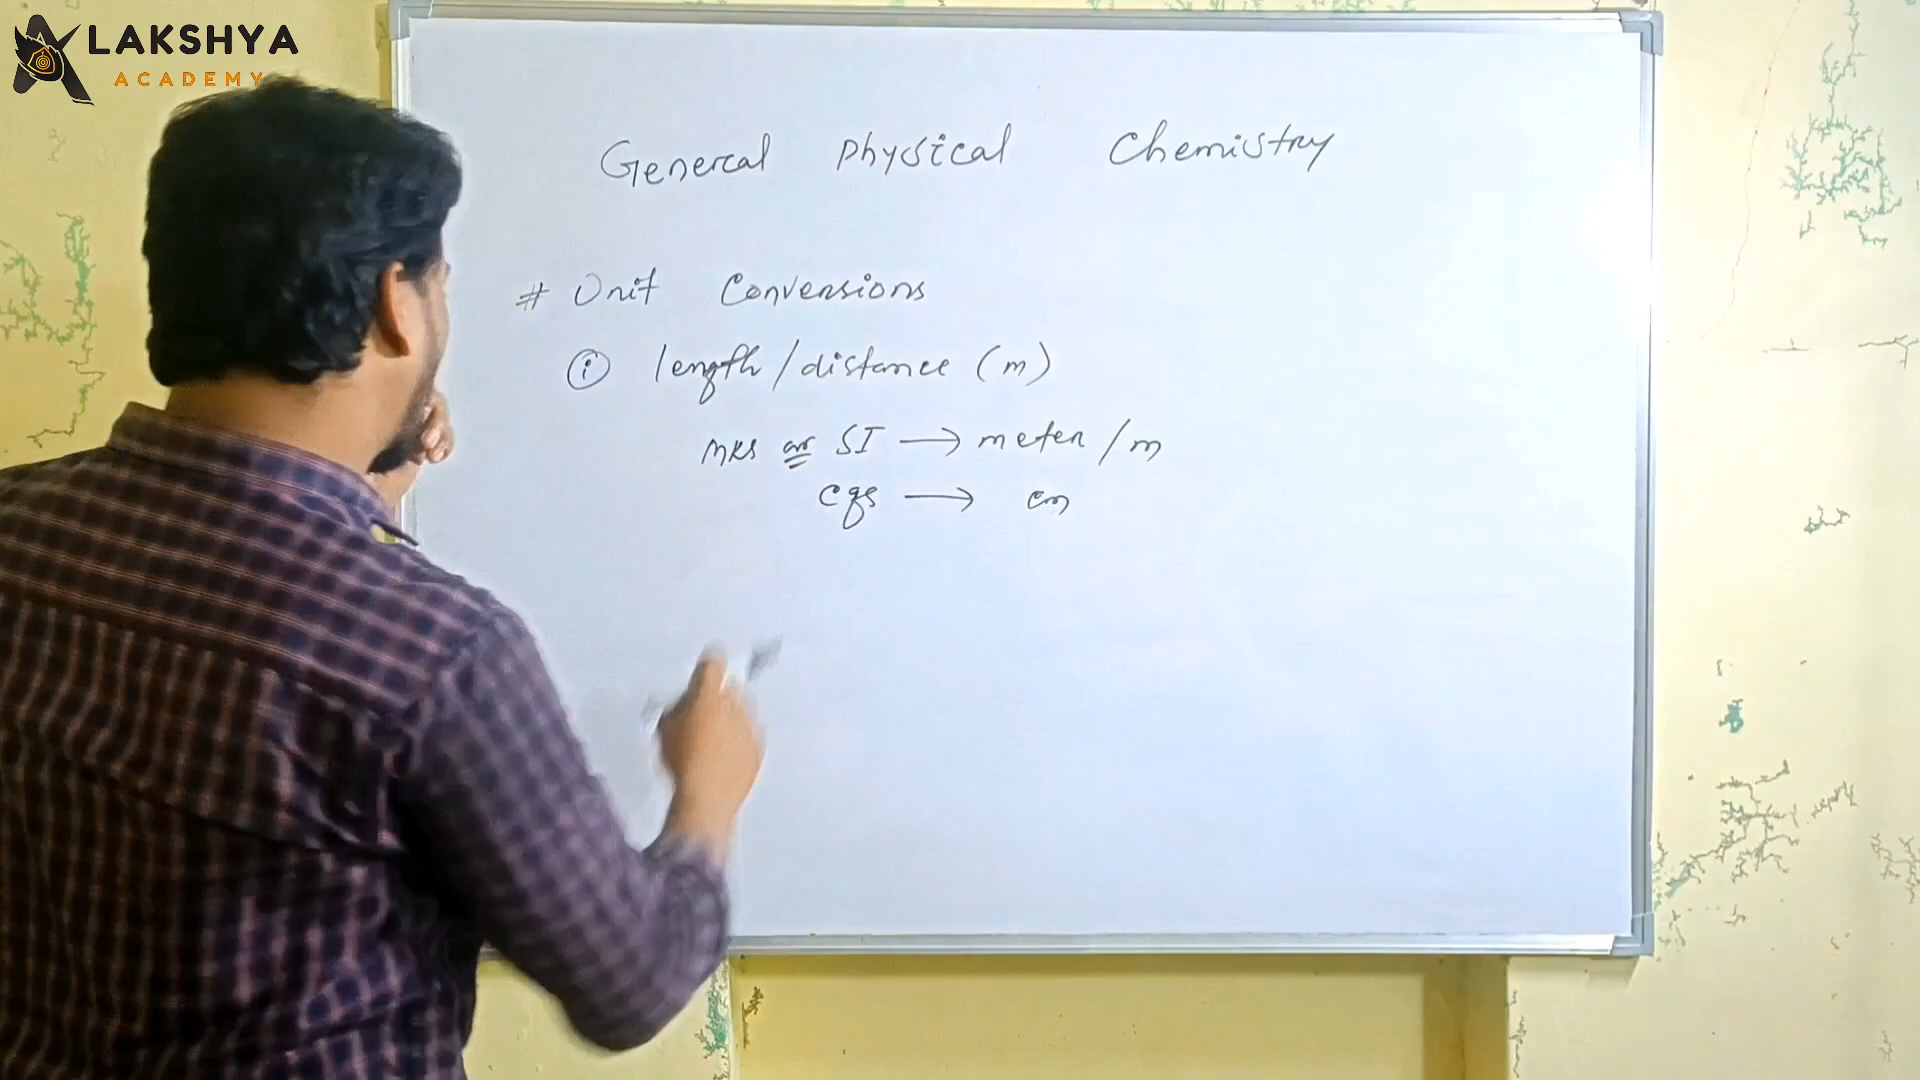 LAKSHYA
ACADEMY
General Physical Chemistry
# Unit Conversions
(i) length/distance (m)
MKS or SI → meter/m
cgs → cm